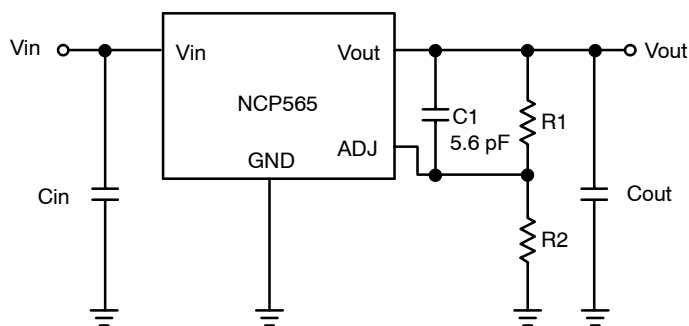 Vin
Vin
Vout
Vout
NCP565
C1
R1
5.6 pF
ADJ
GND
Cin
Cout
R2